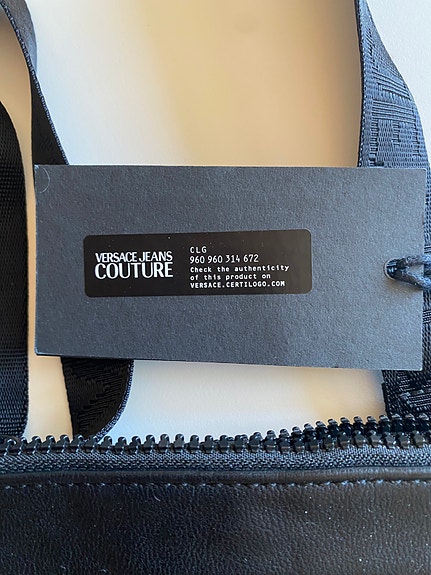 VERSACE JEANS
COUTURE
CLG
960 960 314 672
Check the authenticity
of this product on
VERSACE.CERTILOGO.COM